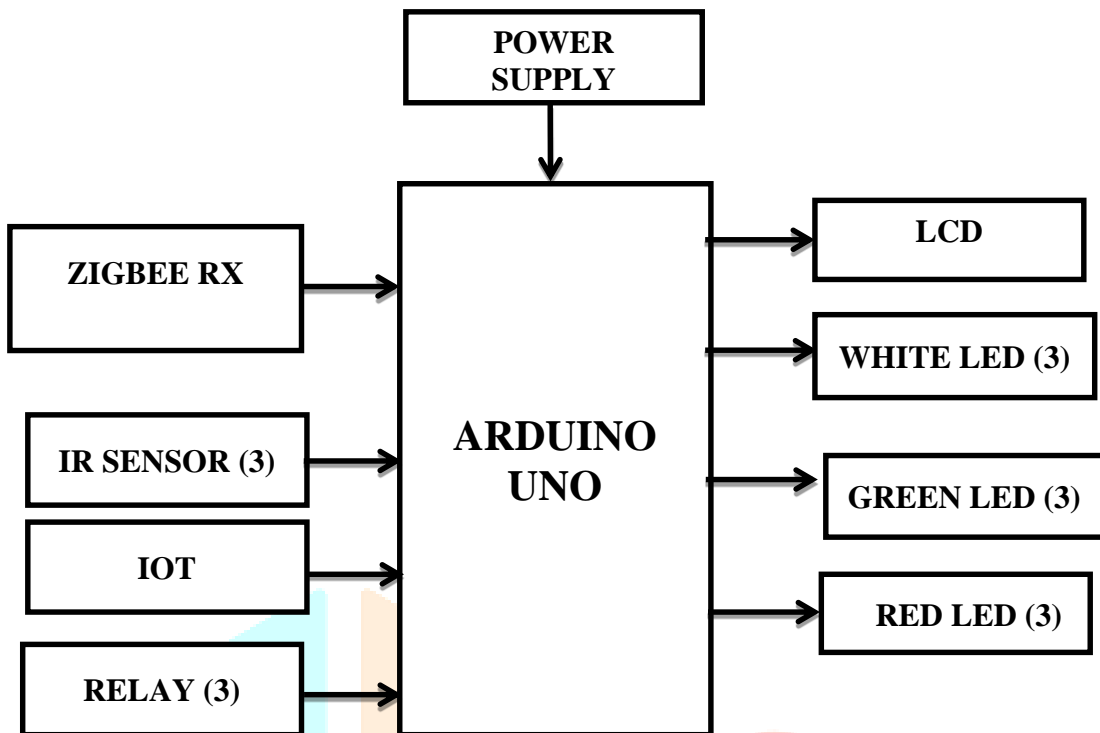 POWER
SUPPLY
ZIGBEE RX
IR SENSOR (3)
IOT
RELAY (3)
ARDUINO
UNO
LCD
WHITE LED (3)
GREEN LED (3)
RED LED (3)